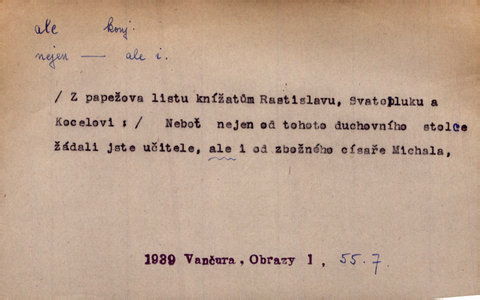 ale konj.
nejen — ale i.
/ Z papežova listu knížatům Rastislavu, Svatopluku a
Kocelovi : / Neboť nejen od tohoto duchovního stolce
žádali jste učitele, ale i od zbožného císaře Michala,
1939 Vančura, Obrazy 1, 55.7.